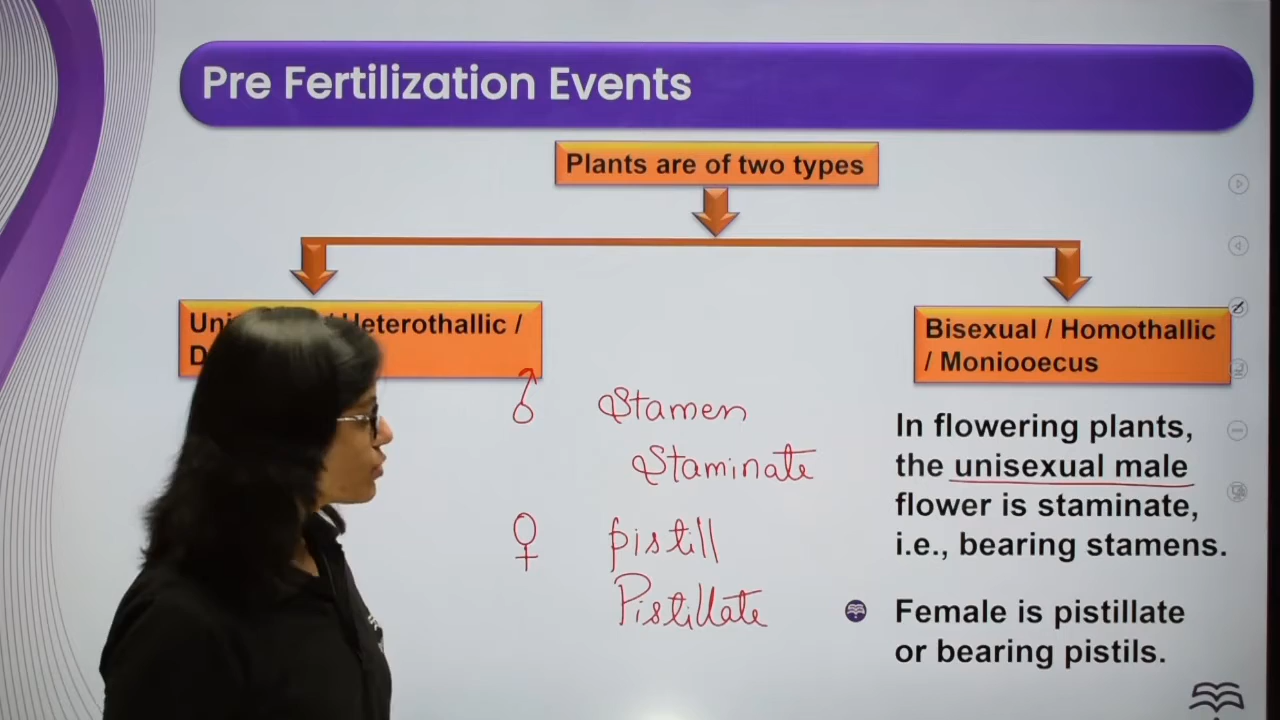 Pre Fertilization Events
Plants are of two types
/ Heterothallic /
Bisexual / Homothallic
/ Moniooecus
Stamen
Staminate
pistill
Pistillate
In flowering plants,
the unisexual male
flower is staminate,
i.e., bearing stamens.
Female is pistillate
or bearing pistils.